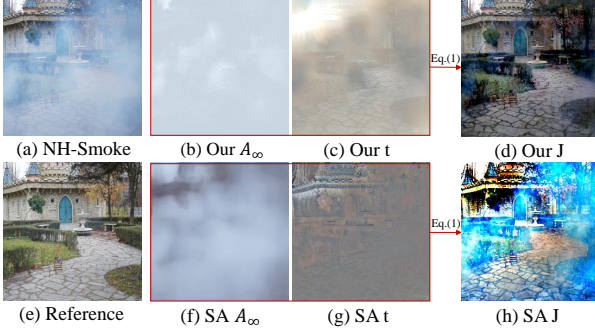 Eq.(1)
(a) NH-Smoke (b) Our A∞ (c) Our t (d) Our J
Eq.(1)
(e) Reference (f) SA A∞ (g) SA t (h) SA J